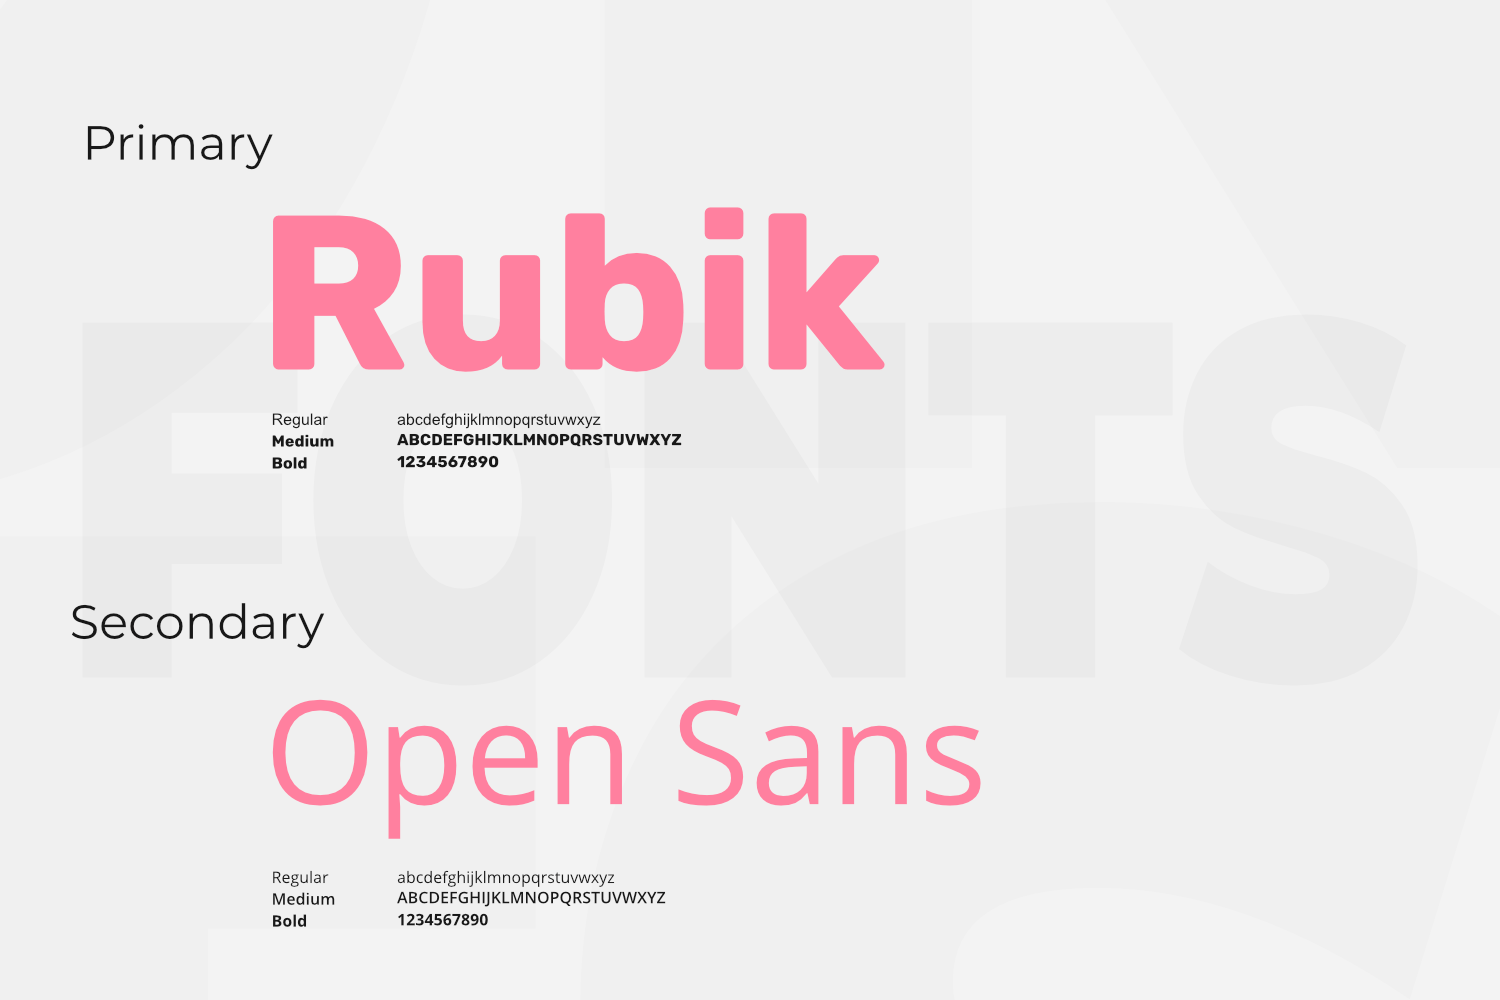 Primary
Rubik
Regular abcdefghijklmnopqrstuvwxyz
Medium ABCDEFGHIJKLMNOPQRSTUVWXYZ
Bold 1234567890
FONTS
Secondary
Open Sans
Regular abcdefghijklmnopqrstuvwxyz
Medium ABCDEFGHIJKLMNOPQRSTUVWXYZ
Bold 1234567890